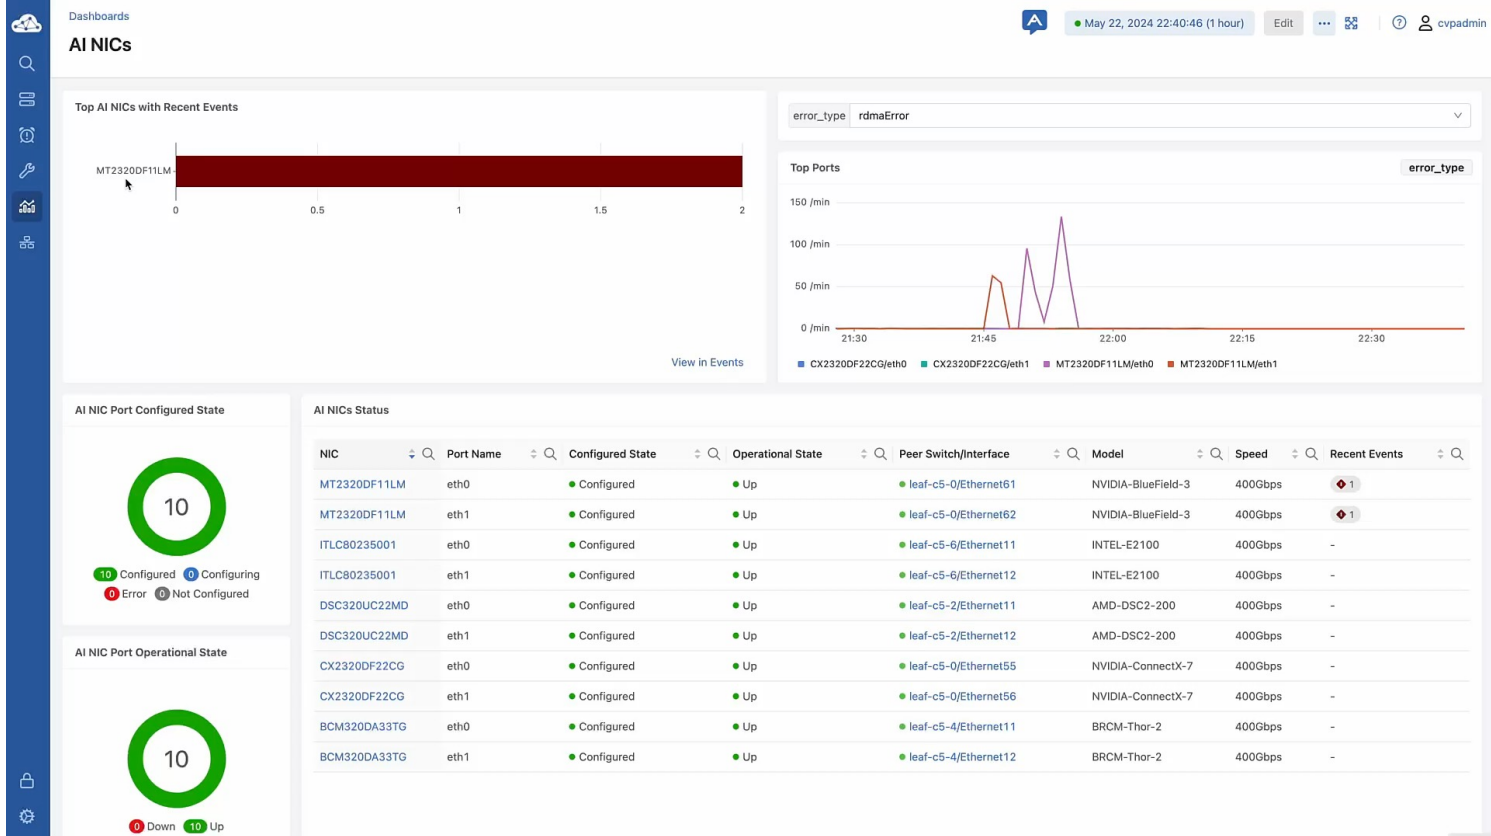 Dashboards
AI NICs
May 22, 2024 22:40:46 (1 hour)
Edit
cvpadmin
Top AI NICs with Recent Events
MT2320DF11LM
0 0.5 1 1.5 2
View in Events
error_type rdmaError
Top Ports error_type
150 /min
100 /min
50 /min
0 /min
21:30 21:45 22:00 22:15 22:30
CX2320DF22CG/eth0 CX2320DF22CG/eth1 MT2320DF11LM/eth0 MT2320DF11LM/eth1
AI NIC Port Configured State
10
10 Configured 0 Configuring
0 Error 0 Not Configured
AI NIC Port Operational State
10
0 Down 10 Up
AI NICs Status
NIC Port Name Configured State Operational State Peer Switch/Interface Model Speed Recent Events
MT2320DF11LM eth0 Configured Up leaf-c5-0/Ethernet61 NVIDIA-BlueField-3 400Gbps 1
MT2320DF11LM eth1 Configured Up leaf-c5-0/Ethernet62 NVIDIA-BlueField-3 400Gbps 1
ITLC80235001 eth0 Configured Up leaf-c5-6/Ethernet11 INTEL-E2100 400Gbps -
ITLC80235001 eth1 Configured Up leaf-c5-6/Ethernet12 INTEL-E2100 400Gbps -
DSC320UC22MD eth0 Configured Up leaf-c5-2/Ethernet11 AMD-DSC2-200 400Gbps -
DSC320UC22MD eth1 Configured Up leaf-c5-2/Ethernet12 AMD-DSC2-200 400Gbps -
CX2320DF22CG eth0 Configured Up leaf-c5-0/Ethernet55 NVIDIA-ConnectX-7 400Gbps -
CX2320DF22CG eth1 Configured Up leaf-c5-0/Ethernet56 NVIDIA-ConnectX-7 400Gbps -
BCM320DA33TG eth0 Configured Up leaf-c5-4/Ethernet11 BRCM-Thor-2 400Gbps -
BCM320DA33TG eth1 Configured Up leaf-c5-4/Ethernet12 BRCM-Thor-2 400Gbps -